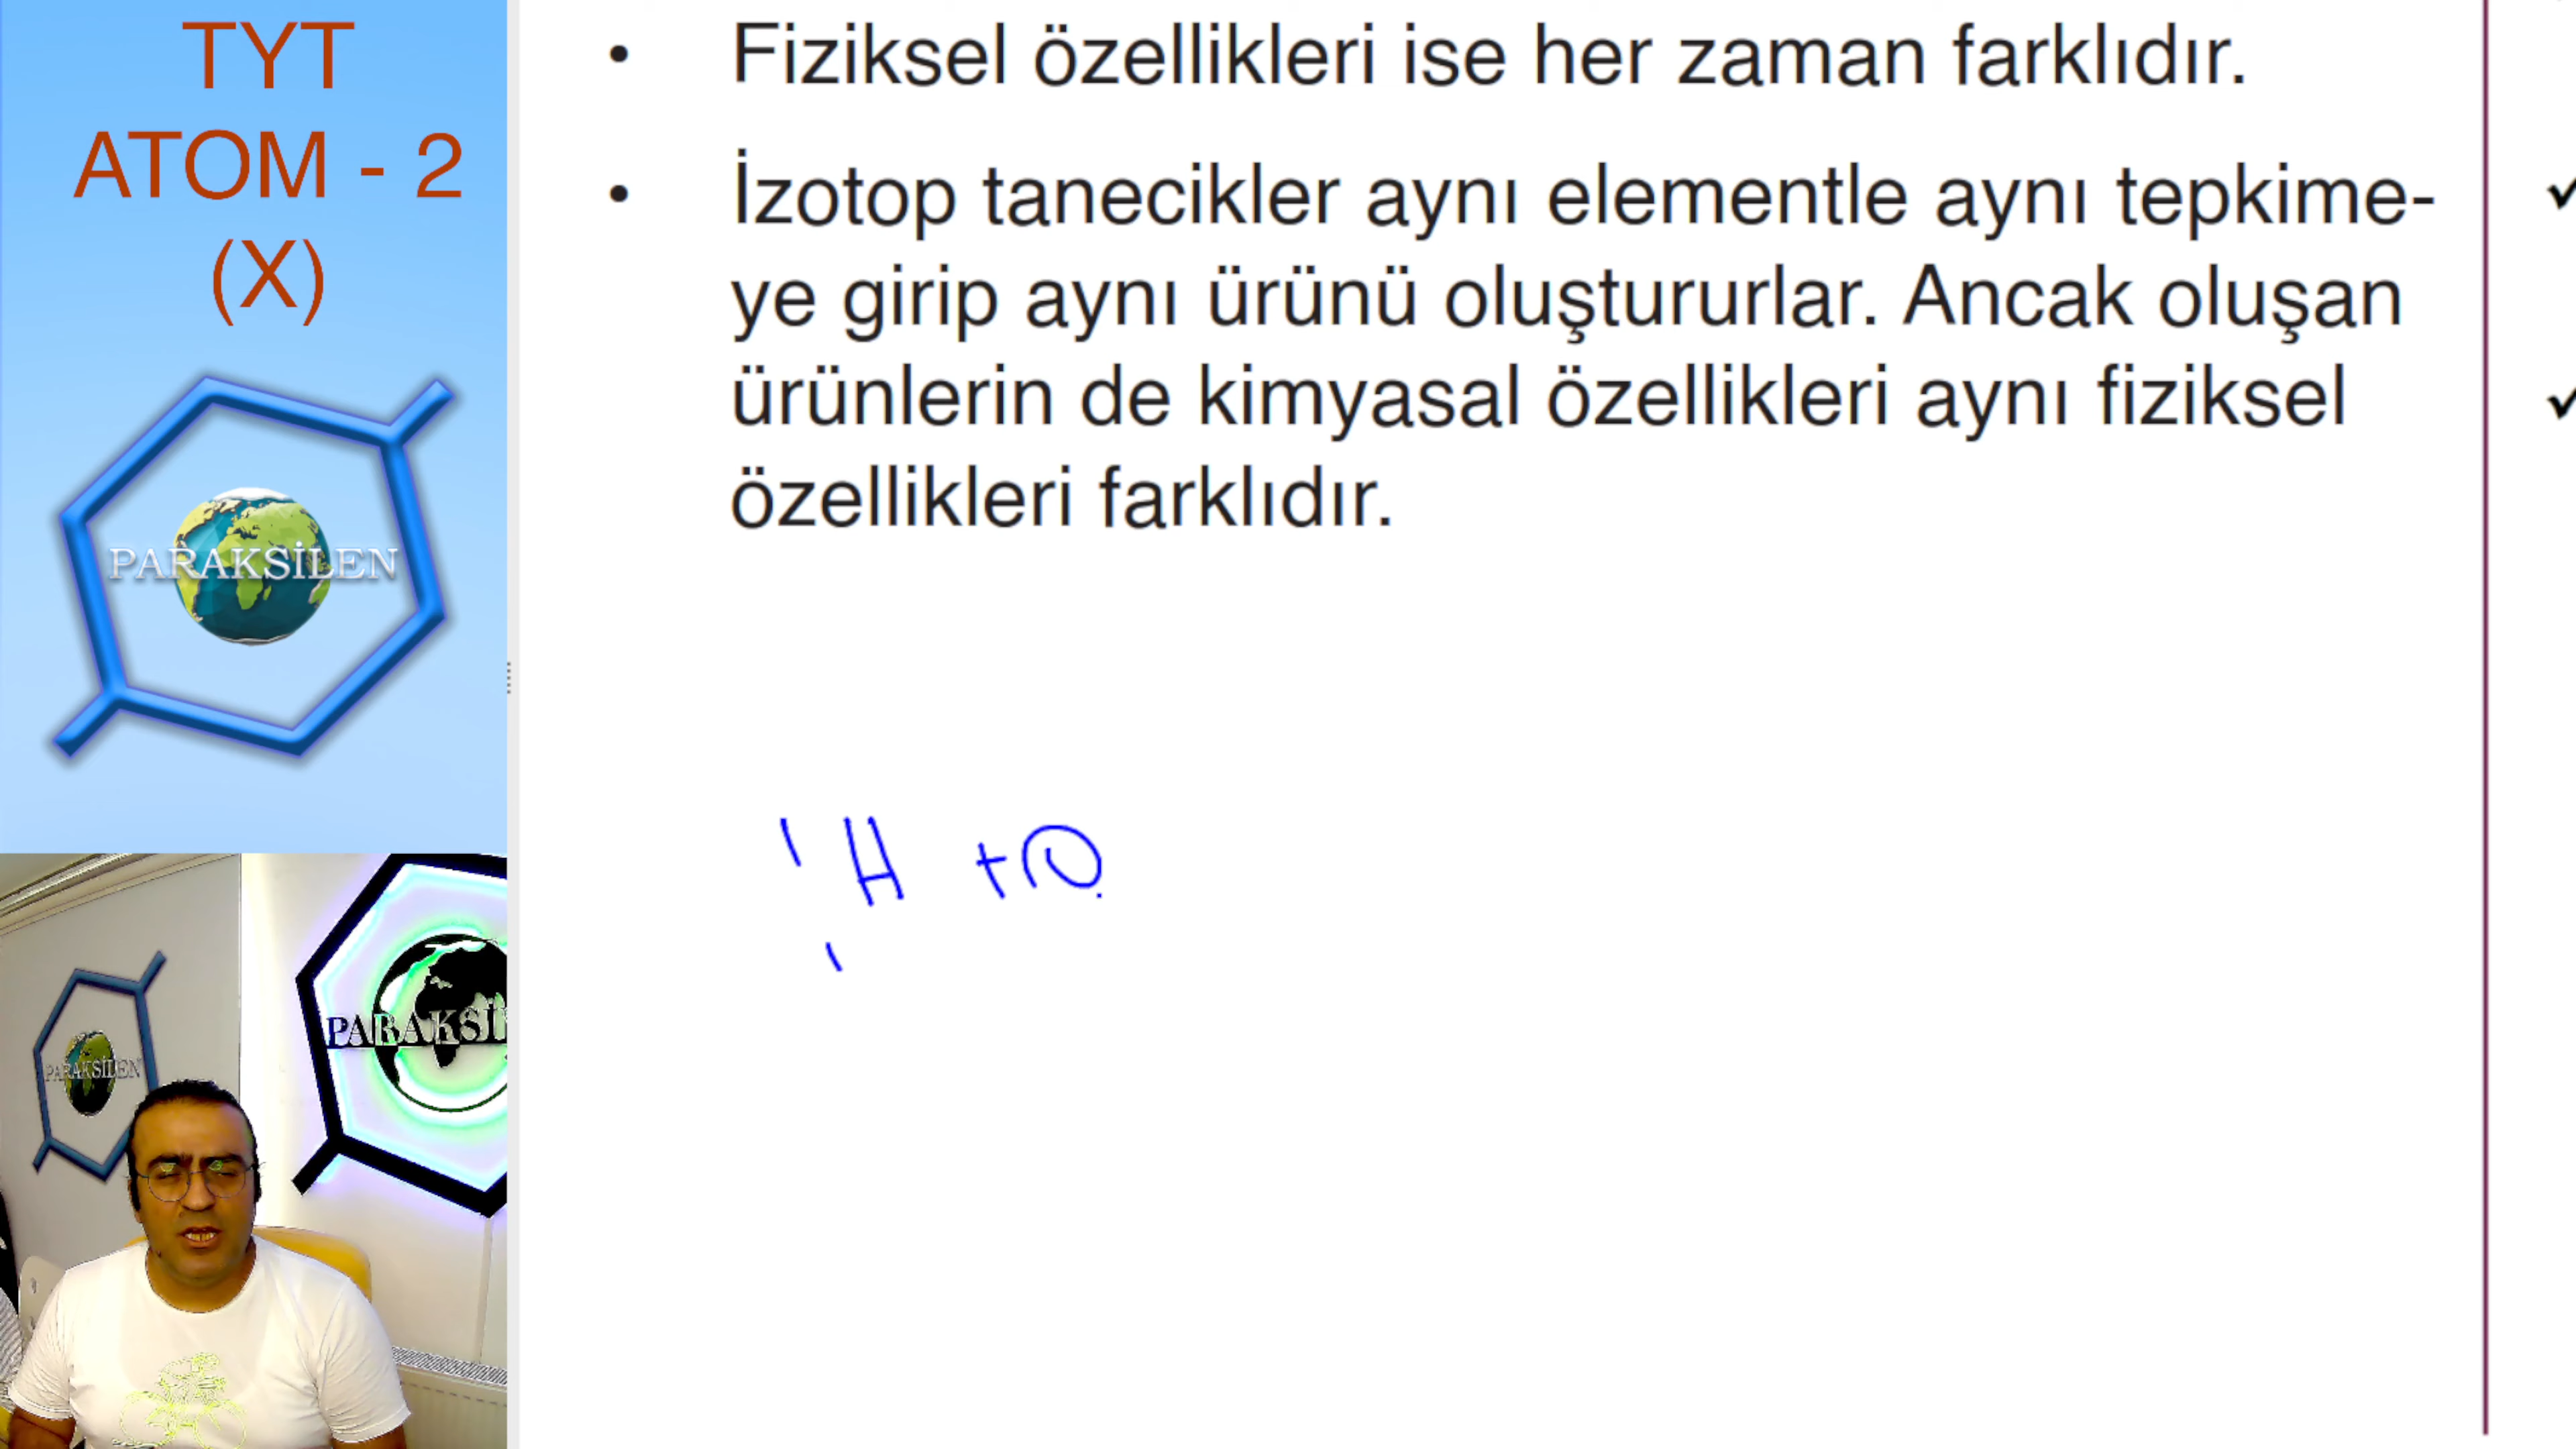 TYT
ATOM - 2
(X)
PARAKSİLEN
• Fiziksel özellikleri ise her zaman farklıdır.
• İzotop tanecikler aynı elementle aynı tepkime-
ye girip aynı ürünü oluştururlar. Ancak oluşan
ürünlerin de kimyasal özellikleri aynı fiziksel
özellikleri farklıdır.
1 H + O
1
PARAKSİLEN
PARAKSİ